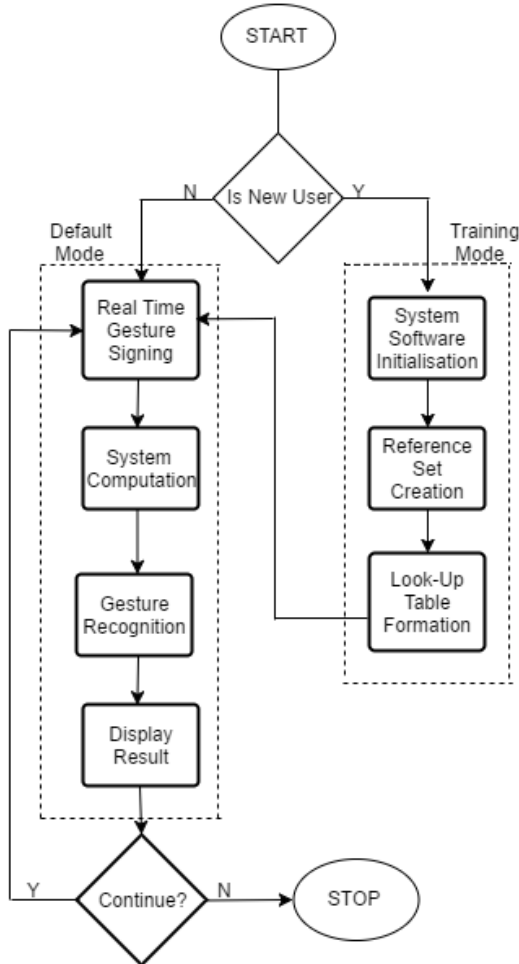 START
Is New User
N
Y
Default
Mode
Training
Mode
Real Time
Gesture
Signing
System
Computation
Gesture
Recognition
Display
Result
System
Software
Initialisation
Reference
Set
Creation
Look-Up
Table
Formation
Continue?
Y
N
STOP